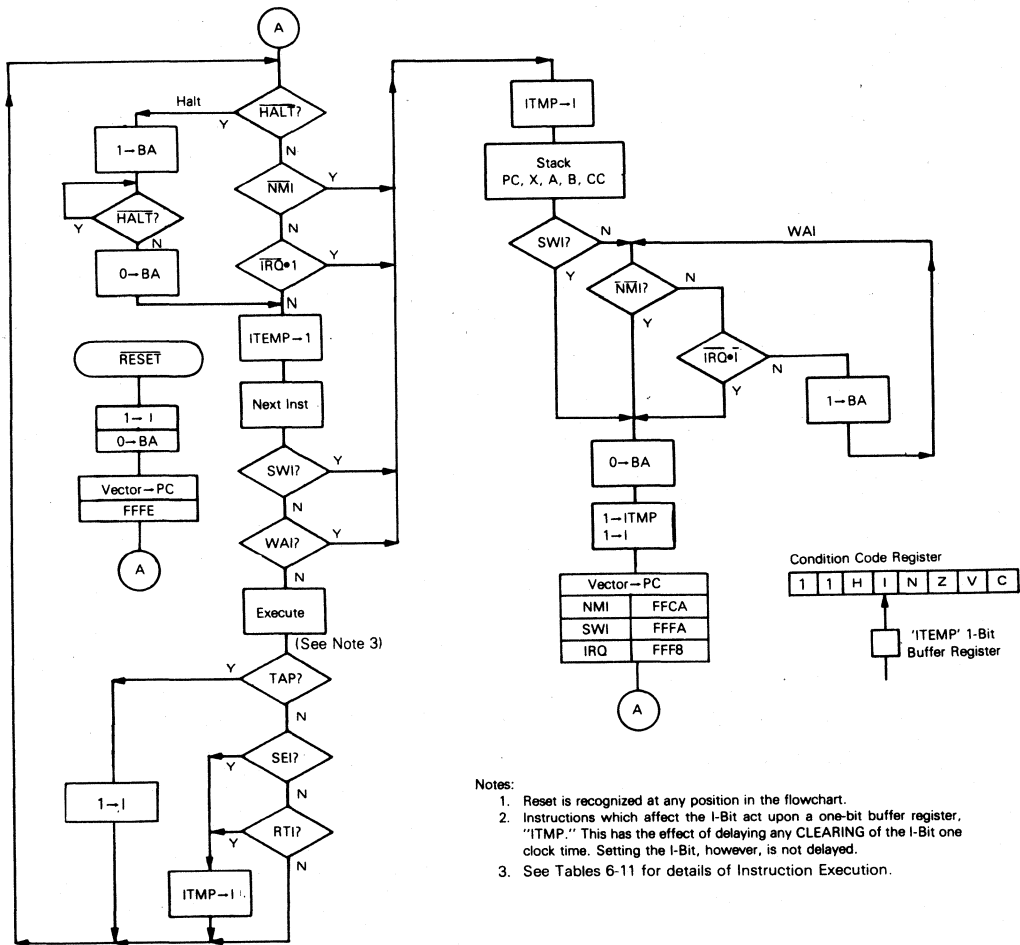 A
Halt
HALT?
Y
N
1→BA
NMI
Y
N
HALT?
Y
N
IRQ•1
Y
N
0→BA
ITEMP→1
RESET
Next Inst
1→I
0→BA
SWI?
Y
N
Vector→PC
FFFE
WAI?
Y
N
A
Execute
(See Note 3)
TAP?
Y
N
SEI?
Y
N
1→I
RTI?
Y
N
ITMP→I
ITMP→I
Stack
PC, X, A, B, CC
SWI?
N
Y
WAI
NMI?
N
Y
IRQ•I
N
Y
1→BA
0→BA
1→ITMP
1→I
Vector→PC
NMI FFCA
SWI FFFA
IRQ FFF8
A
Condition Code Register
1 1 H I N Z V C
'ITEMP' 1-Bit
Buffer Register
Notes:
1. Reset is recognized at any position in the flowchart.
2. Instructions which affect the I-Bit act upon a one-bit buffer register,
"ITMP." This has the effect of delaying any CLEARING of the I-Bit one
clock time. Setting the I-Bit, however, is not delayed.
3. See Tables 6-11 for details of Instruction Execution.